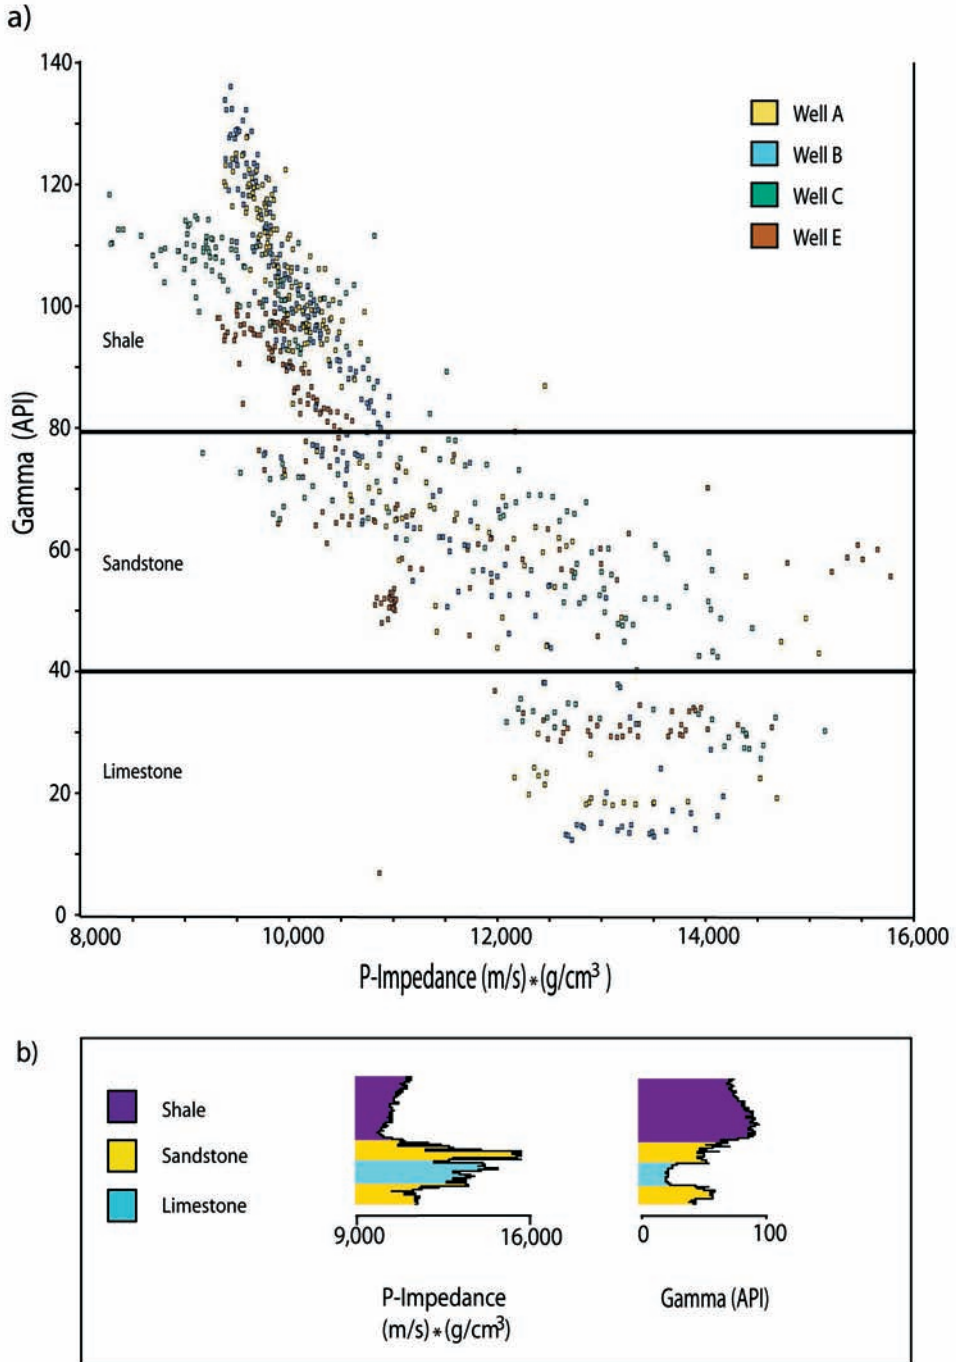 a)
140
120
100
80
60
40
20
0
Gamma (API)
Well A
Well B
Well C
Well E
Shale
Sandstone
Limestone
8,000 10,000 12,000 14,000 16,000
P-Impedance (m/s)*(g/cm³ )
b)
Shale
Sandstone
Limestone
9,000 16,000
P-Impedance
(m/s)*(g/cm³)
0 100
Gamma (API)